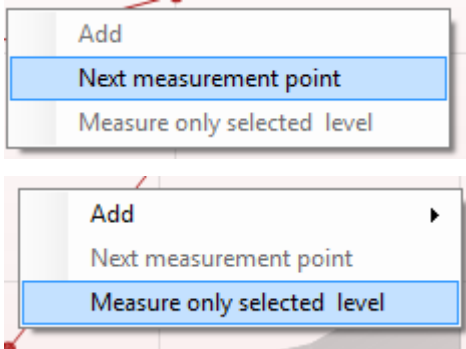 Add
Next measurement point
Measure only selected  level
Add
Next measurement point
Measure only selected  level